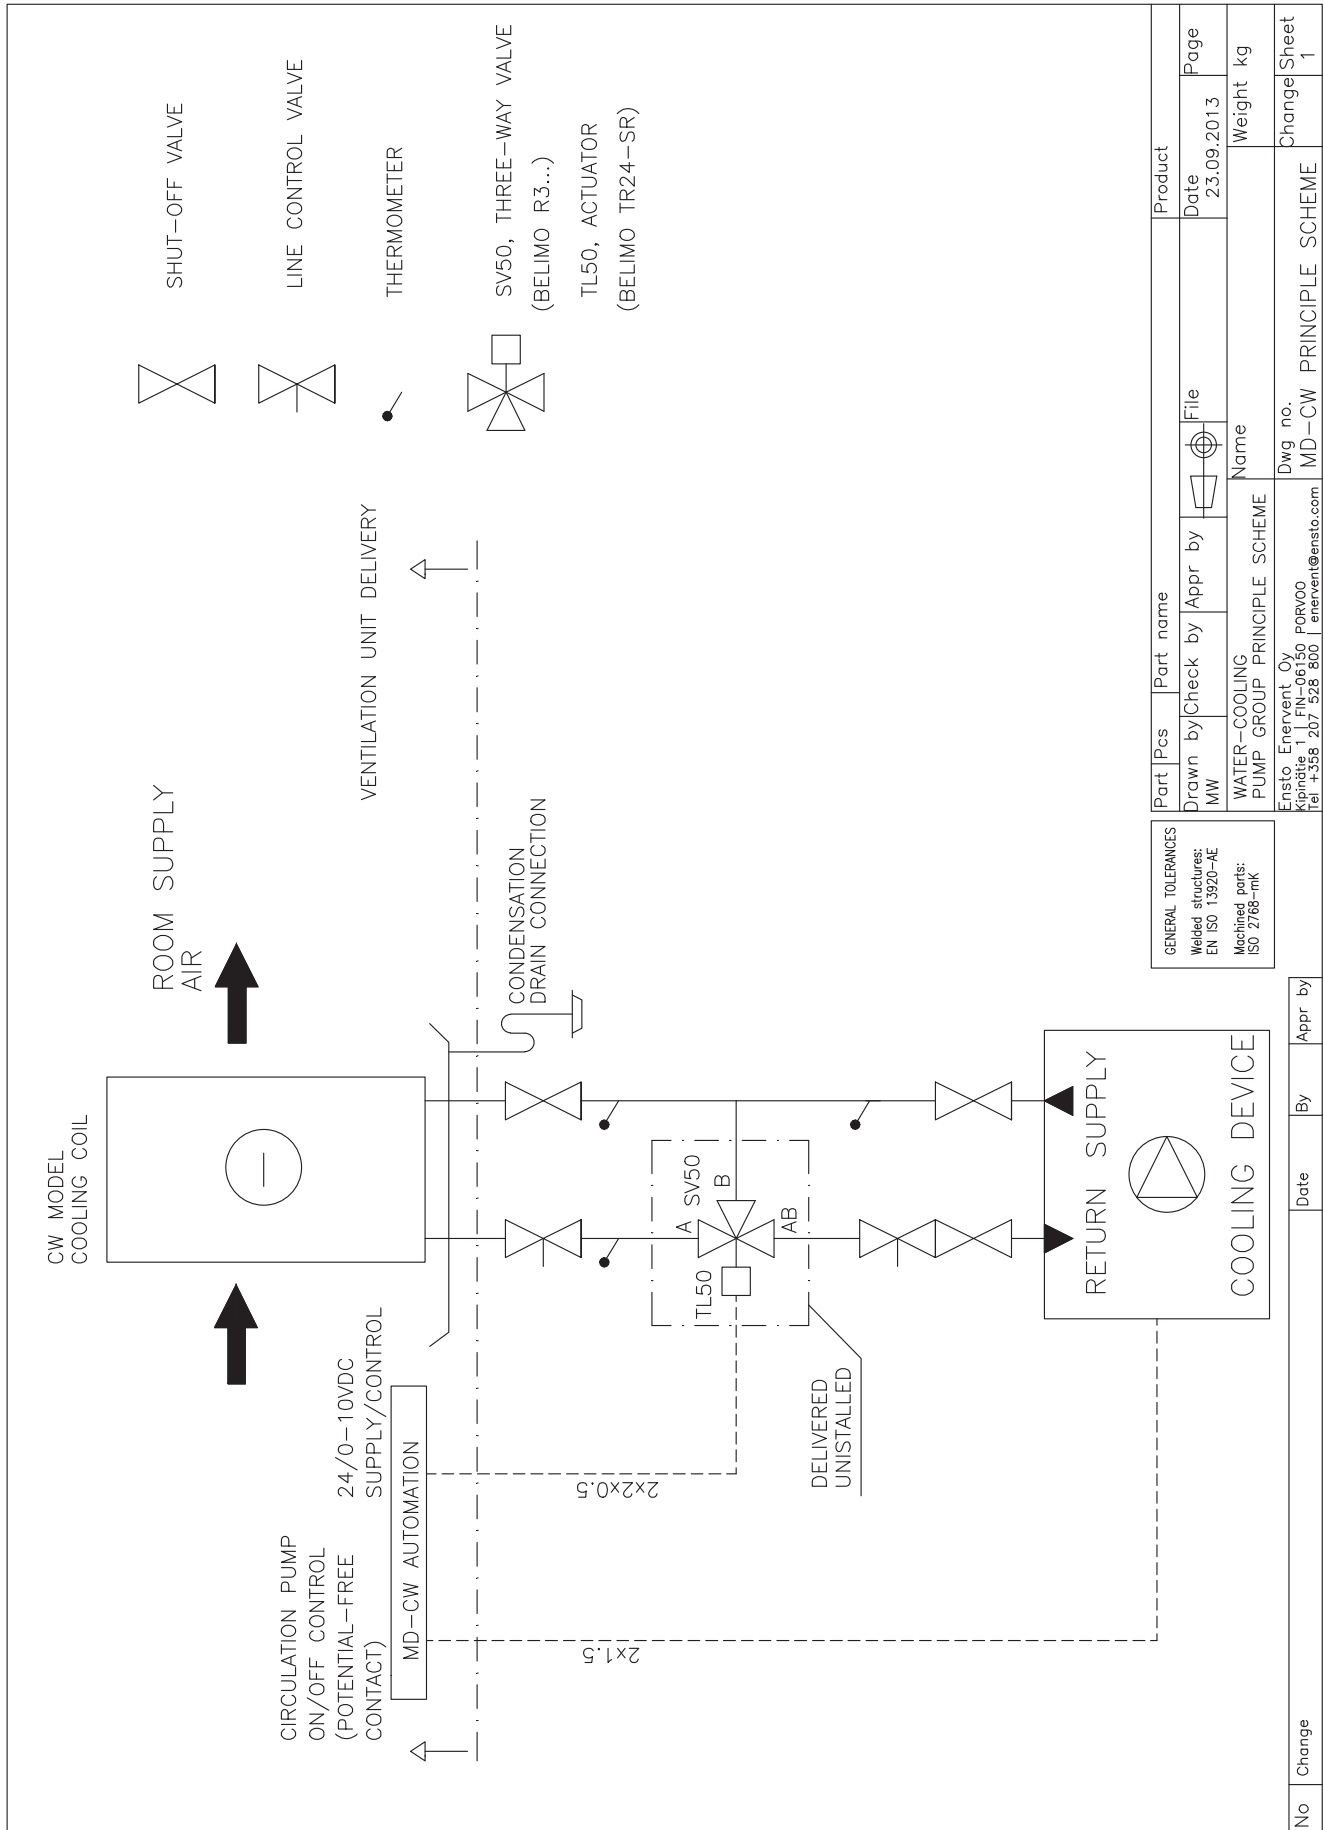 CW MODEL
COOLING COIL
ROOM SUPPLY
AIR
CIRCULATION PUMP
ON/OFF CONTROL
(POTENTIAL-FREE
CONTACT)
24/0-10VDC
SUPPLY/CONTROL
MD-CW AUTOMATION
VENTILATION UNIT DELIVERY
CONDENSATION
DRAIN CONNECTION
2x2x0.5
2x1.5
TL50
A
SV50
B
AB
DELIVERED
UNISTALLED
RETURN SUPPLY
COOLING DEVICE
SHUT-OFF VALVE
LINE CONTROL VALVE
THERMOMETER
SV50, THREE-WAY VALVE
(BELIMO R3...)
TL50, ACTUATOR
(BELIMO TR24-SR)
GENERAL TOLERANCES
Welded structures:
EN ISO 13920-AE
Machined parts:
ISO 2768-mK
Part Pcs Part name Product
Drawn by Check by Appr by File Date Page
MW 23.09.2013
WATER-COOLING
PUMP GROUP PRINCIPLE SCHEME
Name
Weight kg
Ensto Enervent Oy
Kipinätie 1 | FIN-06150 PORVOO
Tel +358 207 528 800 | enervent@ensto.com
Dwg no.
MD-CW PRINCIPLE SCHEME
Change Sheet
1
No Change Date By Appr by